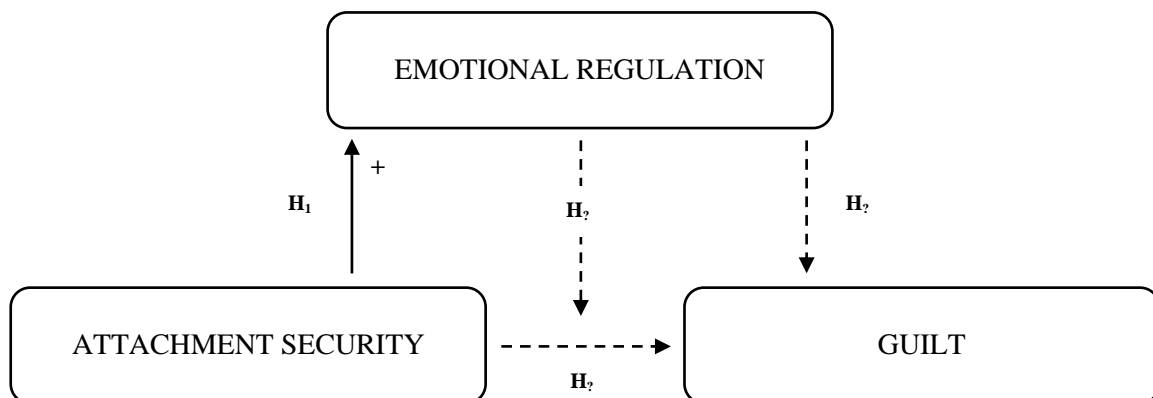 EMOTIONAL REGULATION
+
H₁
H?
H?
ATTACHMENT SECURITY
GUILT
H?